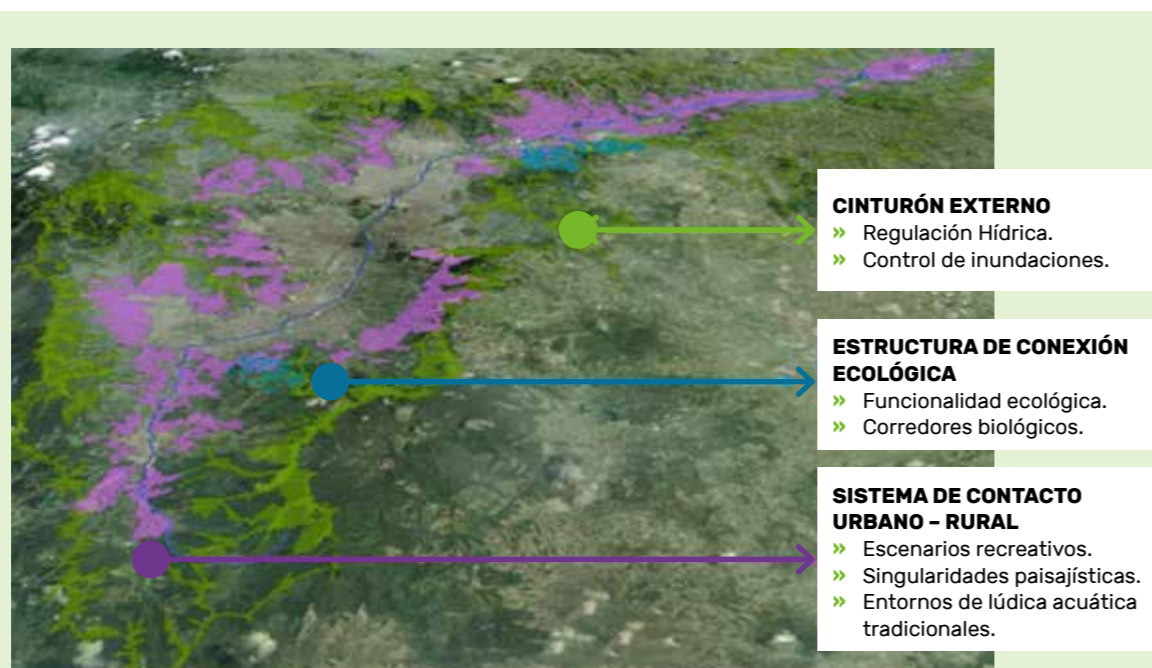 CINTURÓN EXTERNO
» Regulación Hídrica.
» Control de inundaciones.
ESTRUCTURA DE CONEXIÓN
ECOLÓGICA
» Funcionalidad ecológica.
» Corredores biológicos.
SISTEMA DE CONTACTO
URBANO – RURAL
» Escenarios recreativos.
» Singularidades paisajísticas.
» Entornos de lúdica acuática
tradicionales.